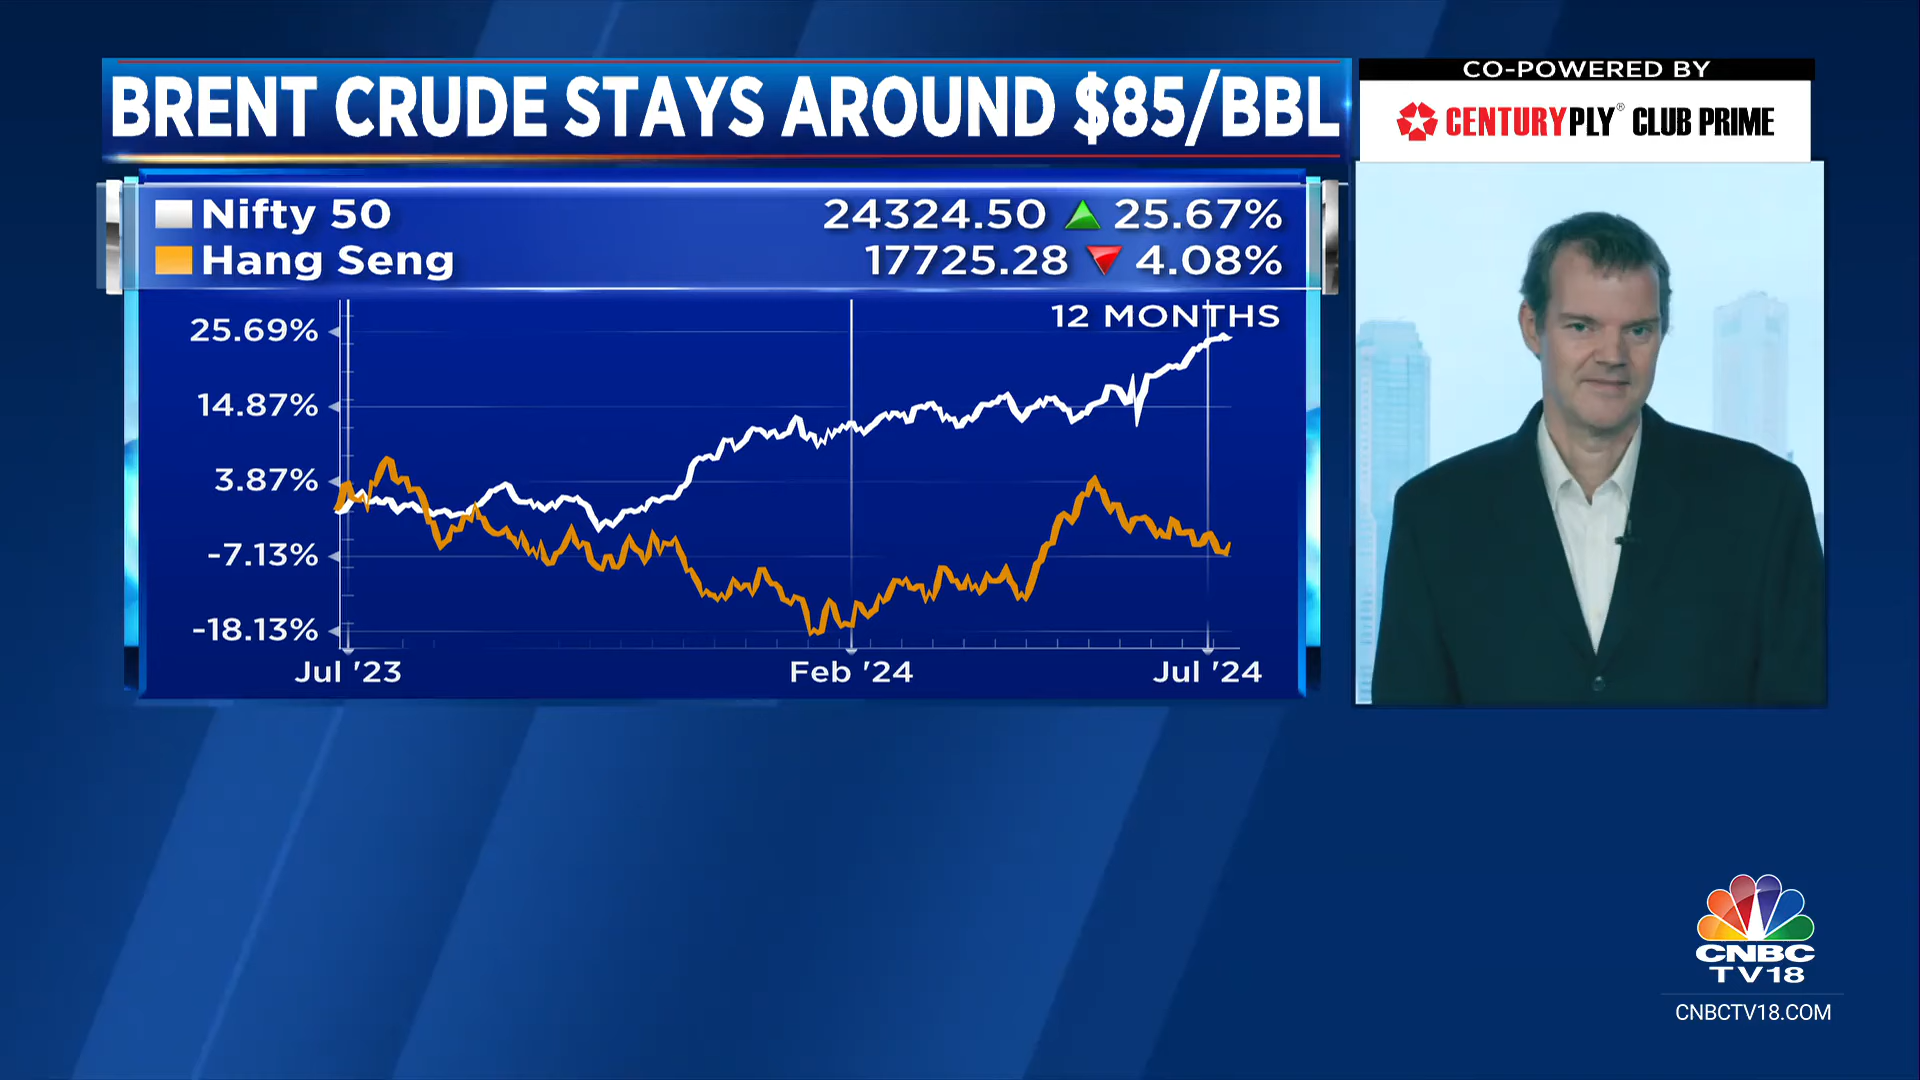 BRENT CRUDE STAYS AROUND $85/BBL
CO-POWERED BY
CENTURYPLY® CLUB PRIME
Nifty 50 24324.50 ▲ 25.67%
Hang Seng 17725.28 ▼ 4.08%
12 MONTHS
25.69%
14.87%
3.87%
-7.13%
-18.13%
Jul '23 Feb '24 Jul '24
CNBC
TV18
CNBCTV18.COM